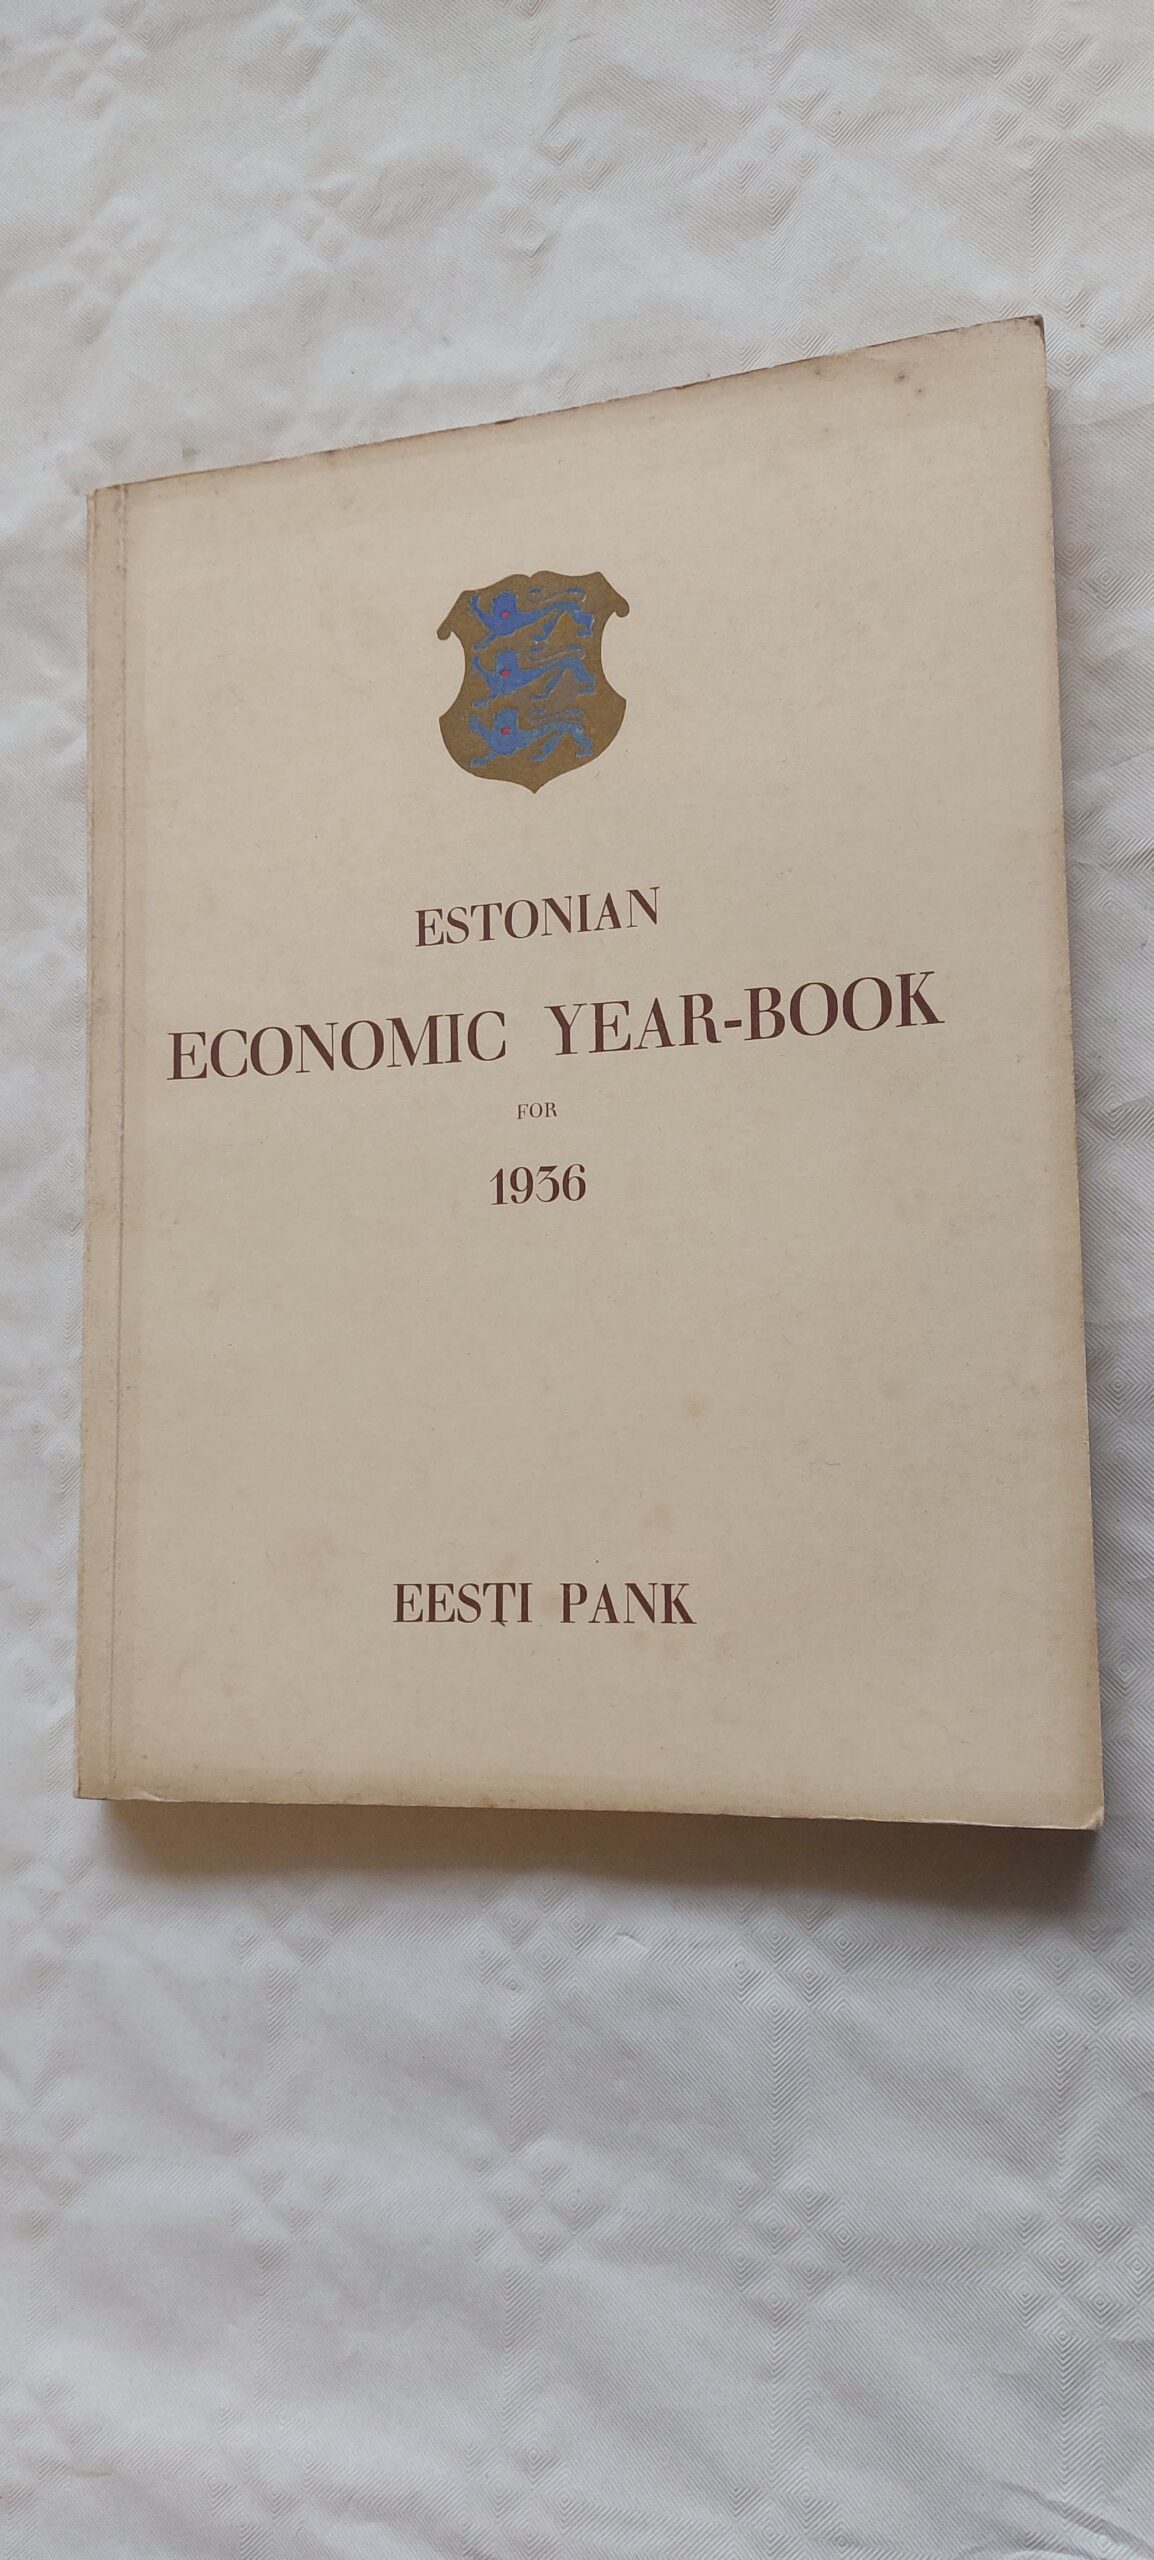 ESTONIAN
ECONOMIC YEAR-BOOK
FOR
1936
EESTI PANK